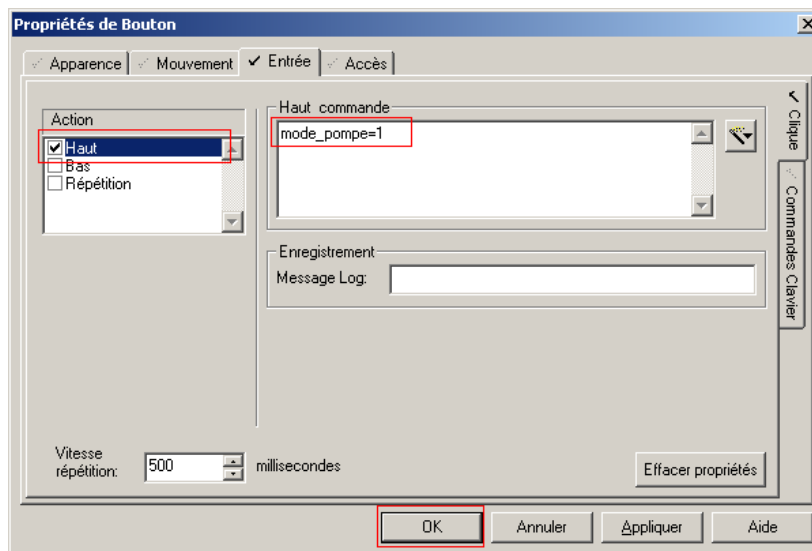 Propriétés de Bouton
Apparence Mouvement Entrée Accès
Action
Haut
Bas
Répétition
Haut commande
mode_pompe=1
Enregistrement
Message Log:
Clique
Commandes Clavier
Vitesse
répétition:
500
millisecondes
Effacer propriétés
OK Annuler Appliquer Aide